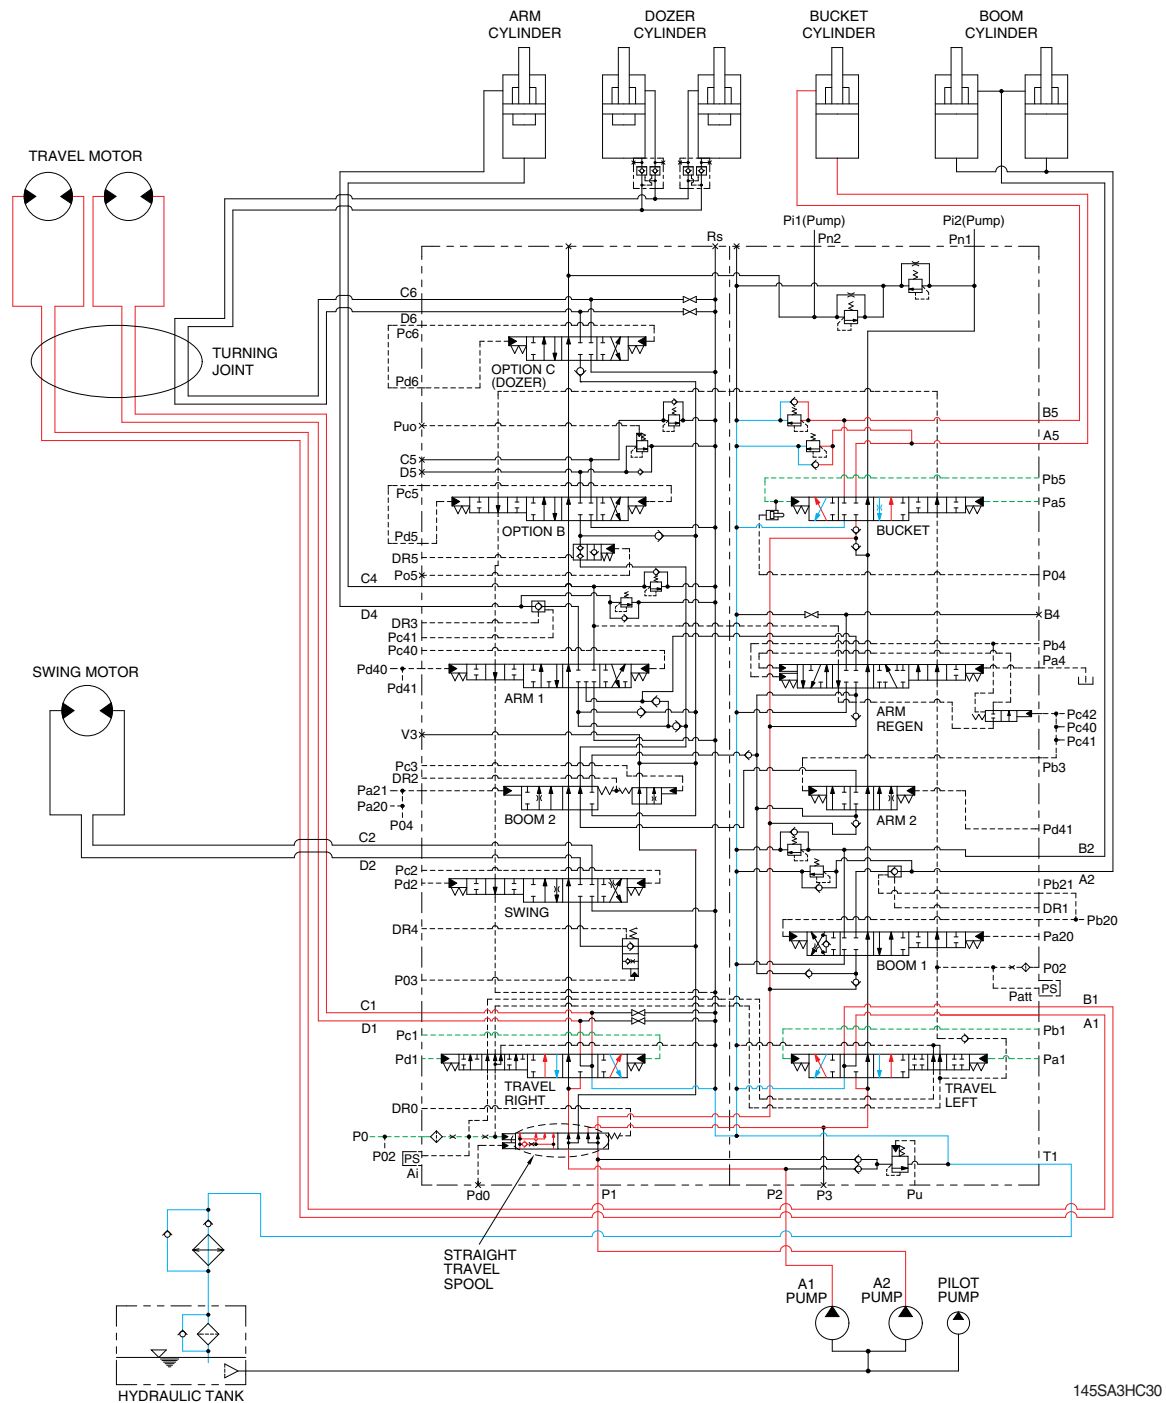 ARM
CYLINDER
DOZER
CYLINDER
BUCKET
CYLINDER
BOOM
CYLINDER
TRAVEL MOTOR
TURNING
JOINT
Pi1(Pump)
Pi2(Pump)
Rs
Pn2
Pn1
C6
D6
Pc6
Pd6
OPTION C
(DOZER)
Puo
C5
D5
Pc5
Pd5
OPTION B
B5
A5
Pb5
Pa5
BUCKET
DR5
Po5
P04
C4
D4
DR3
Pc41
Pc40
Pd40
Pd41
ARM 1
B4
Pb4
Pa4
ARM
REGEN
Pc42
Pc40
Pc41
SWING MOTOR
V3
Pc3
DR2
Pa21
Pa20
P04
BOOM 2
Pb3
ARM 2
Pd41
C2
D2
Pc2
Pd2
SWING
B2
A2
Pb21
DR1
Pb20
Pa20
BOOM 1
DR4
P03
P02
PS
Patt
C1
D1
Pc1
Pd1
TRAVEL
RIGHT
B1
A1
Pb1
Pa1
TRAVEL
LEFT
DR0
P0
P02
PS
Ai
Pd0
P1
P2
P3
Pu
T1
STRAIGHT
TRAVEL
SPOOL
A1
PUMP
A2
PUMP
PILOT
PUMP
HYDRAULIC TANK
145SA3HC30